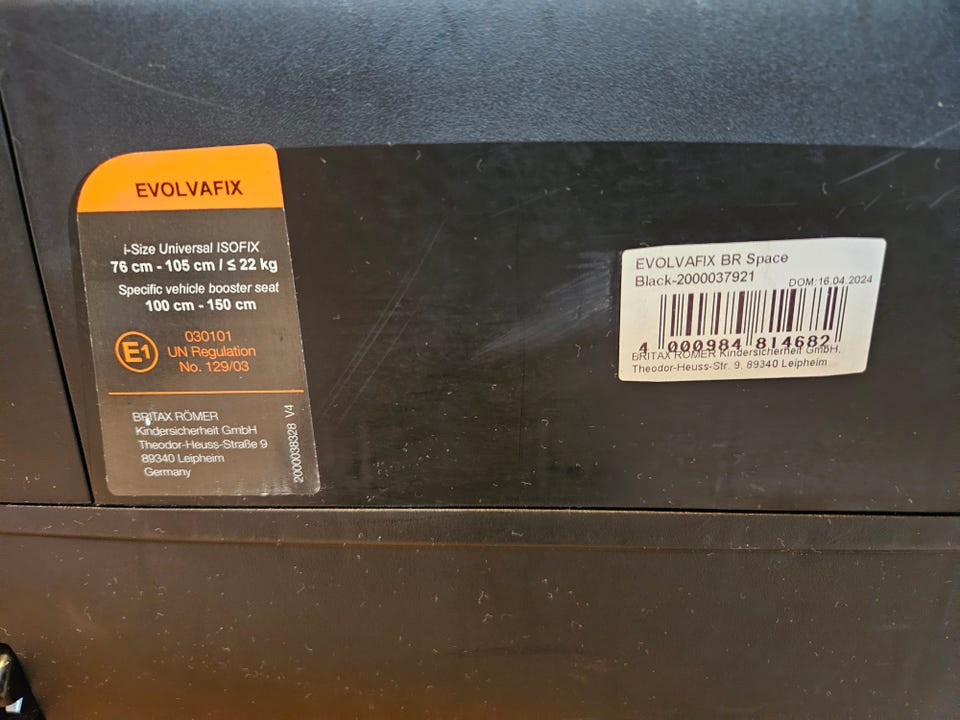 EVOLVAFIX
i-Size Universal ISOFIX
76 cm - 105 cm / ≤ 22 kg
Specific vehicle booster seat
100 cm - 150 cm
E1
030101
UN Regulation
No. 129/03
BRITAX RÖMER
Kindersicherheit GmbH
Theodor-Heuss-Straße 9
89340 Leipheim
Germany
2000038328 V4
EVOLVAFIX BR Space
Black-2000037921
DOM:16.04.2024
4 000984 814682
BRITAX RÖMER Kindersicherheit GmbH,
Theodor-Heuss-Str. 9, 89340 Leipheim